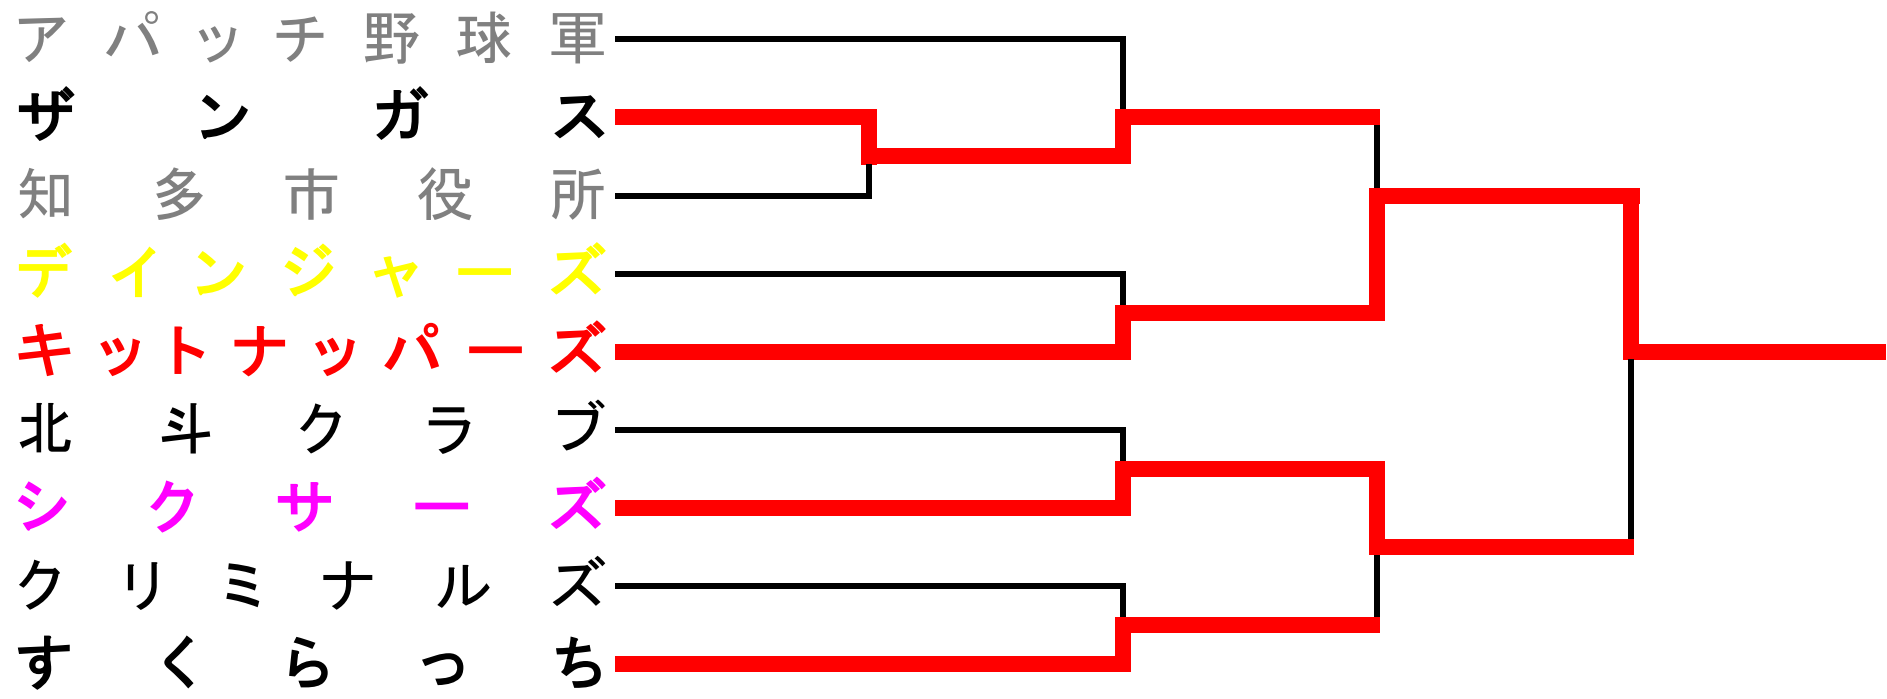 アパッチ野球軍
ザンガス
知多市役所
デインジャーズ
キットナッパーズ
北斗クラブ
シクサーズ
クリミナルズ
すくらっち